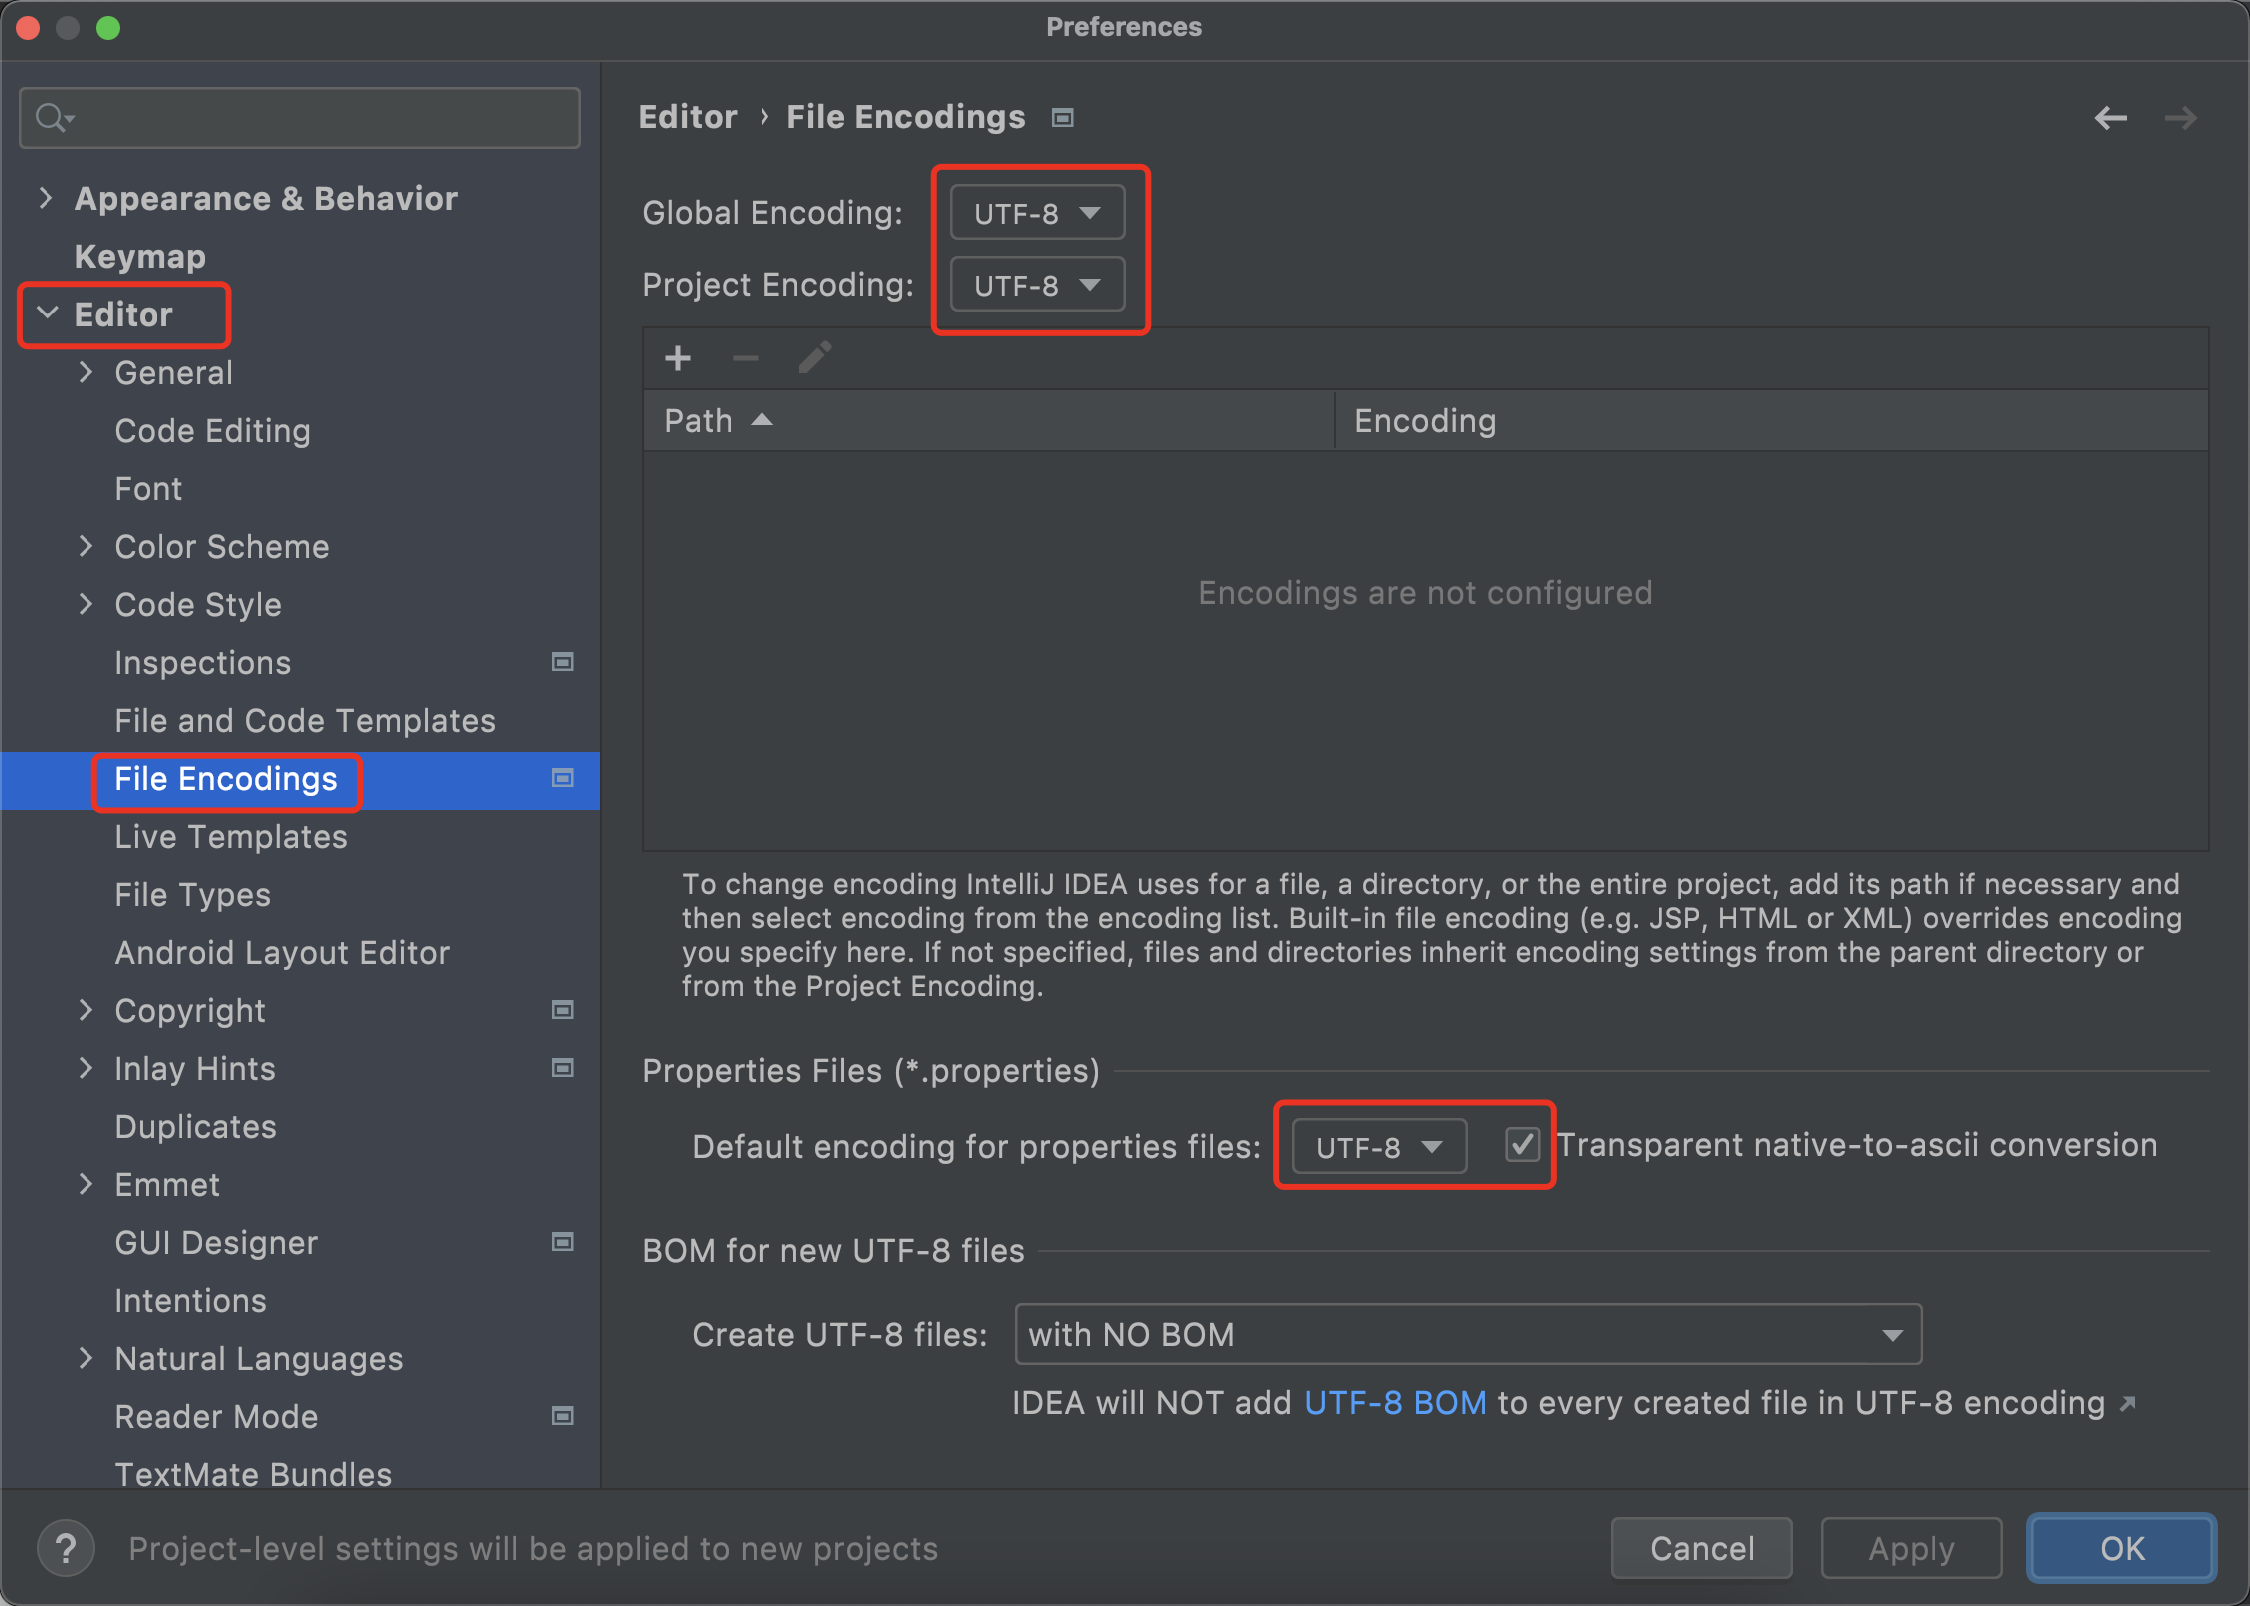 Preferences
Appearance & Behavior
Keymap
Editor
General
Code Editing
Font
Color Scheme
Code Style
Inspections
File and Code Templates
File Encodings
Live Templates
File Types
Android Layout Editor
Copyright
Inlay Hints
Duplicates
Emmet
GUI Designer
Intentions
Natural Languages
Reader Mode
TextMate Bundles
Editor › File Encodings
Global Encoding: UTF-8
Project Encoding: UTF-8
Path Encoding
Encodings are not configured
To change encoding IntelliJ IDEA uses for a file, a directory, or the entire project, add its path if necessary and
then select encoding from the encoding list. Built-in file encoding (e.g. JSP, HTML or XML) overrides encoding
you specify here. If not specified, files and directories inherit encoding settings from the parent directory or
from the Project Encoding.
Properties Files (*.properties)
Default encoding for properties files: UTF-8 Transparent native-to-ascii conversion
BOM for new UTF-8 files
Create UTF-8 files: with NO BOM
IDEA will NOT add UTF-8 BOM to every created file in UTF-8 encoding
? Project-level settings will be applied to new projects
Cancel Apply OK